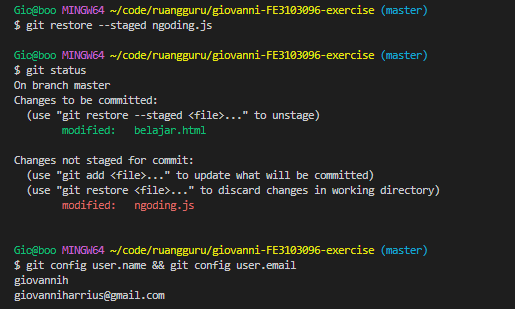 Gic@boo MINGW64 ~/code/ruangguru/giovanni-FE3103096-exercise (master)
$ git restore --staged ngoding.js
Gic@boo MINGW64 ~/code/ruangguru/giovanni-FE3103096-exercise (master)
$ git status
On branch master
Changes to be committed:
(use "git restore --staged <file>..." to unstage)
modified: belajar.html
Changes not staged for commit:
(use "git add <file>..." to update what will be committed)
(use "git restore <file>..." to discard changes in working directory)
modified: ngoding.js
Gic@boo MINGW64 ~/code/ruangguru/giovanni-FE3103096-exercise (master)
$ git config user.name && git config user.email
giovannih
giovanniharrius@gmail.com